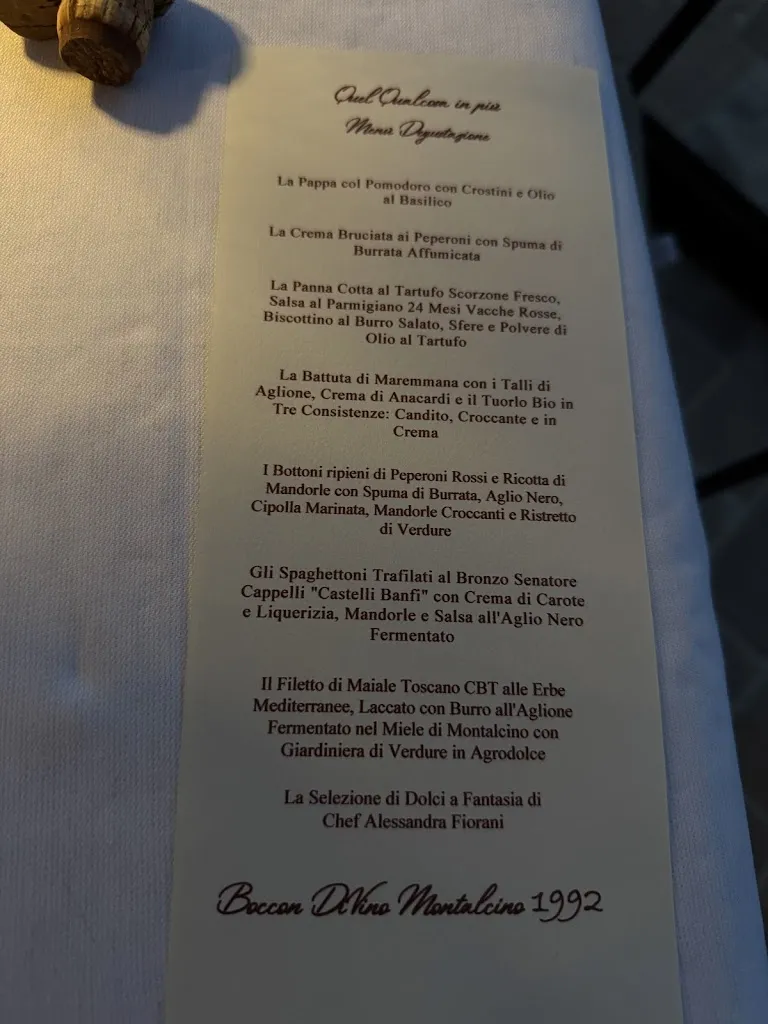 Quel Qualcom in più
Menù Degustazione
La Pappa col Pomodoro con Crostini e Olio
al Basilico
La Crema Bruciata ai Peperoni con Spuma di
Burrata Affumicata
La Panna Cotta al Tartufo Scorzone Fresco,
Salsa al Parmigiano 24 Mesi Vacche Rosse,
Biscottino al Burro Salato, Sfere e Polvere di
Olio al Tartufo
La Battuta di Maremmana con i Talli di
Aglione, Crema di Anacardi e il Tuorlo Bio in
Tre Consistenze: Candito, Croccante e in
Crema
I Bottoni ripieni di Peperoni Rossi e Ricotta di
Mandorle con Spuma di Burrata, Aglio Nero,
Cipolla Marinata, Mandorle Croccanti e Ristretto
di Verdure
Gli Spaghettoni Trafilati al Bronzo Senatore
Cappelli "Castelli Banfi" con Crema di Carote
e Liquerizia, Mandorle e Salsa all'Aglio Nero
Fermentato
Il Filetto di Maiale Toscano CBT alle Erbe
Mediterranee, Laccato con Burro all'Aglione
Fermentato nel Miele di Montalcino con
Giardiniera di Verdure in Agrodolce
La Selezione di Dolci a Fantasia di
Chef Alessandra Fiorani
Boccon DiVino Montalcino 1992